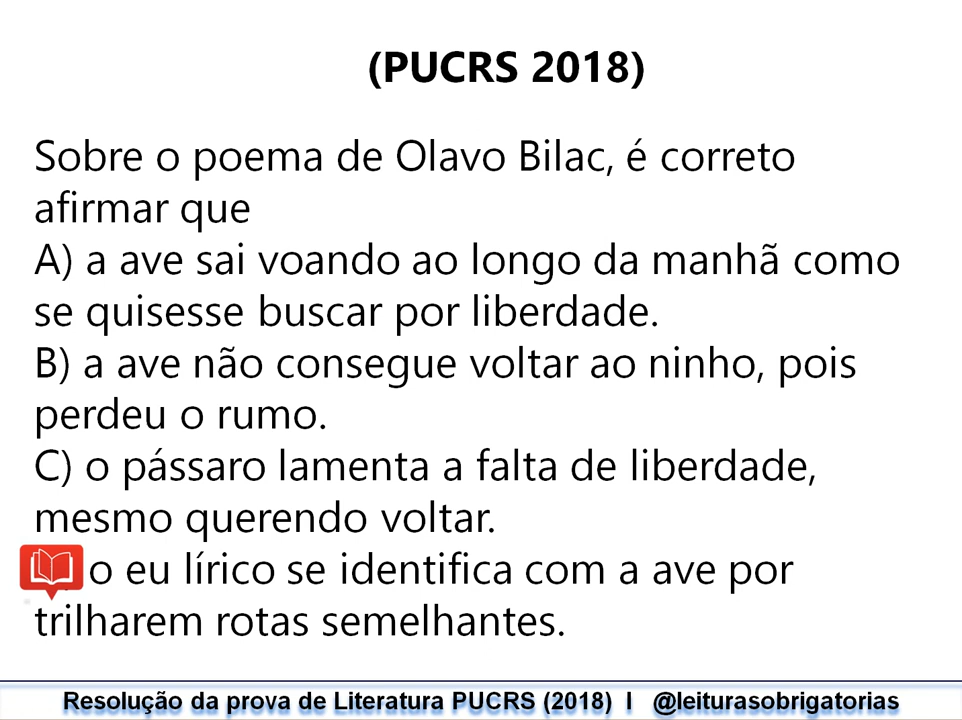 (PUCRS 2018)
Sobre o poema de Olavo Bilac, é correto
afirmar que
A) a ave sai voando ao longo da manhã como
se quisesse buscar por liberdade.
B) a ave não consegue voltar ao ninho, pois
perdeu o rumo.
C) o pássaro lamenta a falta de liberdade,
mesmo querendo voltar.
o eu lírico se identifica com a ave por
trilharem rotas semelhantes.
Resolução da prova de Literatura PUCRS (2018) I @leiturasobrigatorias